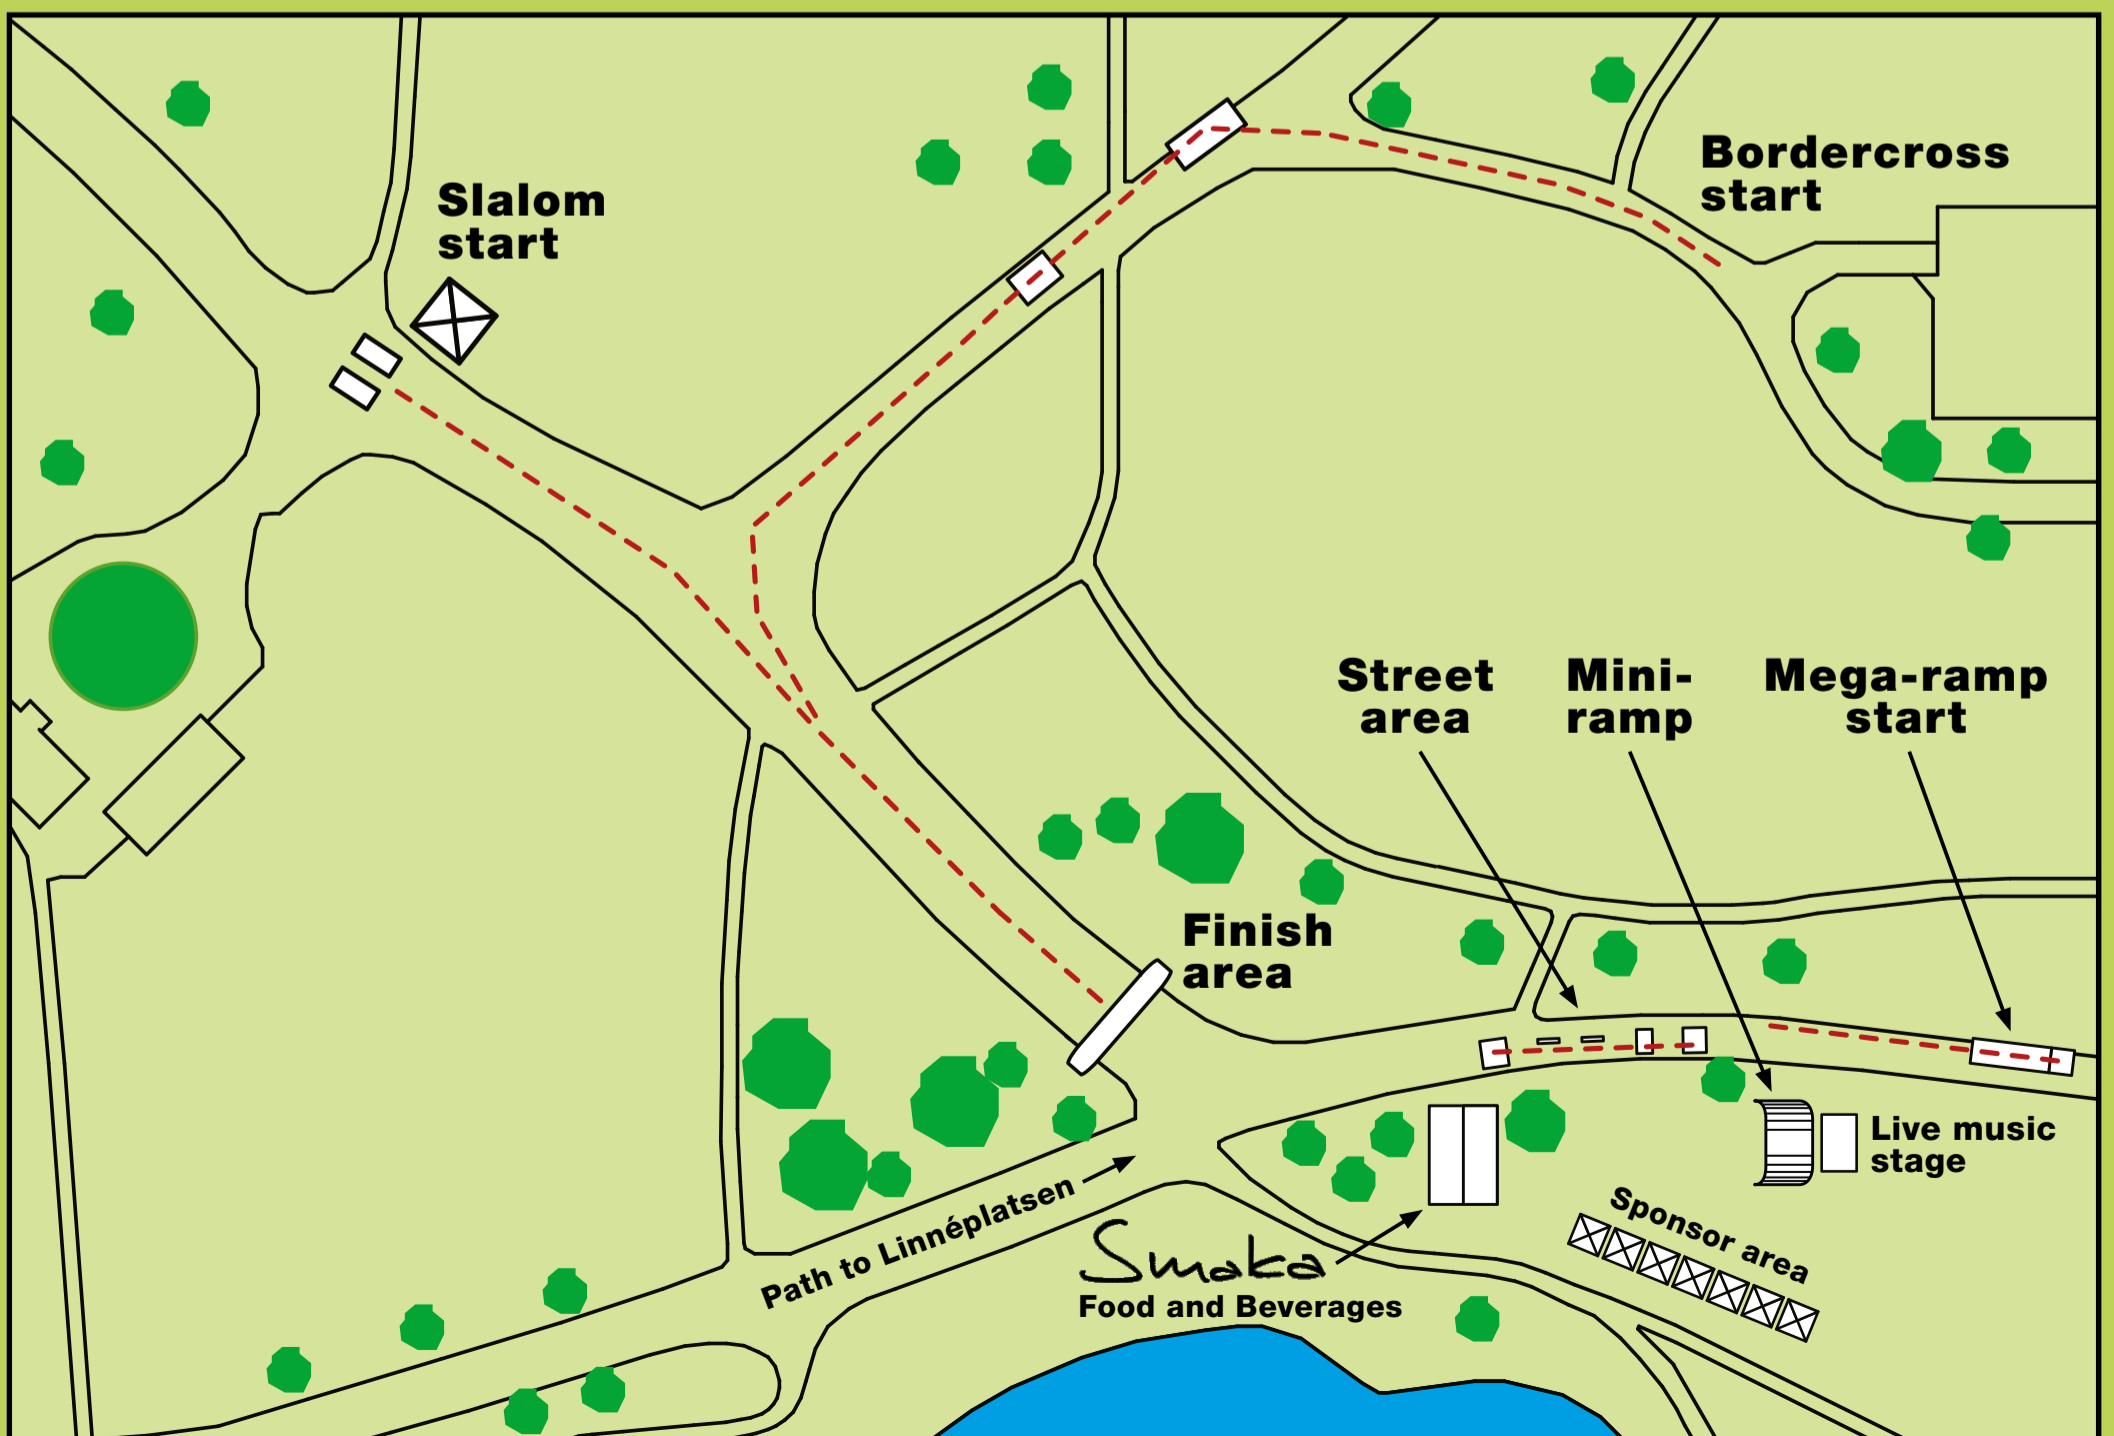 Slalom
start
Bordercross
start
Street
area
Mini-
ramp
Mega-ramp
start
Finish
area
Live music
stage
Sponsor area
Path to Linnéplatsen
Smaka
Food and Beverages